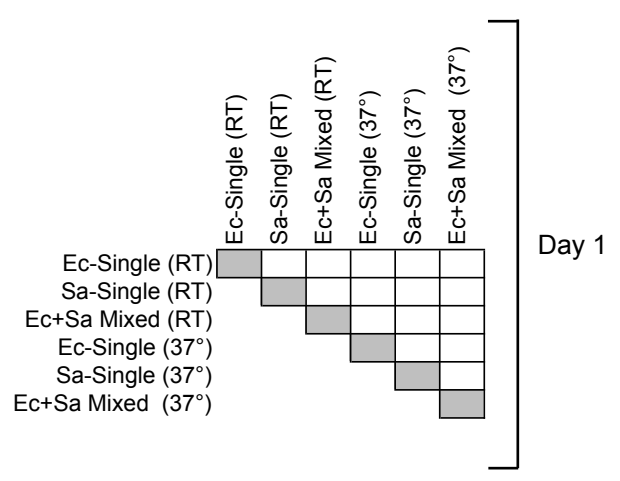 Ec-Single (RT)
Sa-Single (RT)
Ec+Sa Mixed (RT)
Ec-Single (37°)
Sa-Single (37°)
Ec+Sa Mixed (37°)
Day 1
Ec-Single (RT)
Sa-Single (RT)
Ec+Sa Mixed (RT)
Ec-Single (37°)
Sa-Single (37°)
Ec+Sa Mixed (37°)